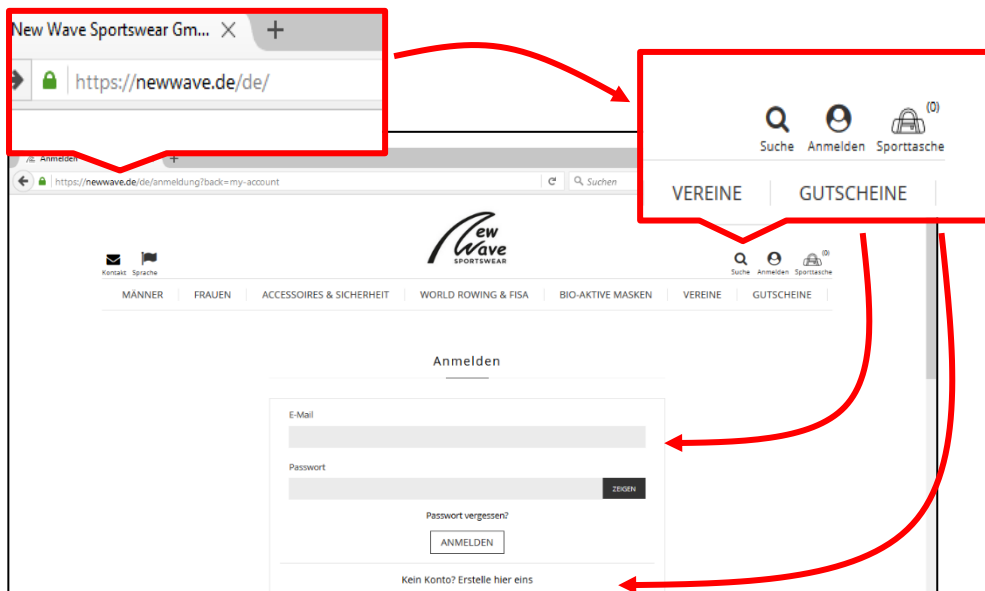 New Wave Sportswear Gm...
https://newwave.de/de/
(0)
Suche Anmelden Sporttasche
VEREINE GUTSCHEINE
Anmelden
https://newwave.de/de/anmeldung?back=my-account
Suchen
New
Wave
SPORTSWEAR
Kontakt Sprache
(0)
Suche Anmelden Sporttasche
MÄNNER FRAUEN ACCESSOIRES & SICHERHEIT WORLD ROWING & FISA BIO-AKTIVE MASKEN VEREINE GUTSCHEINE
Anmelden
E-Mail
Passwort
ZEIGEN
Passwort vergessen?
ANMELDEN
Kein Konto? Erstelle hier eins